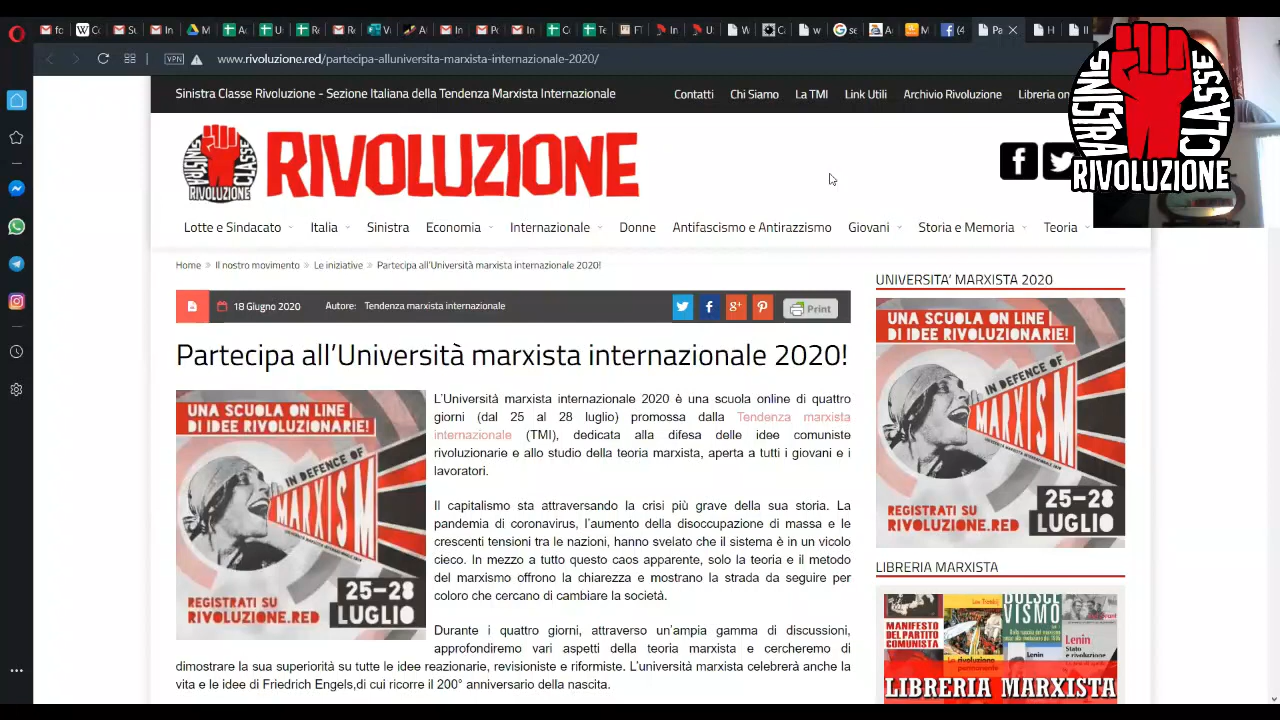 VPN
www.rivoluzione.red/partecipa-alluniversita-marxista-internazionale-2020/
SINISTRA CLASSE
RIVOLUZIONE
Sinistra Classe Rivoluzione - Sezione Italiana della Tendenza Marxista Internazionale
Contatti Chi Siamo La TMI Link Utili Archivio Rivoluzione Libreria on
RIVOLUZIONE
RIVOLUZIONE
Lotte e Sindacato Italia Sinistra Economia Internazionale Donne Antifascismo e Antirazzismo Giovani Storia e Memoria Teoria
Home » Il nostro movimento » Le iniziative » Partecipa all'Università marxista internazionale 2020!
18 Giugno 2020 Autore: Tendenza marxista internazionale Print
Partecipa all'Università marxista internazionale 2020!
UNA SCUOLA ON LINE
DI IDEE RIVOLUZIONARIE!
IN DEFENCE OF
MARXISM
25-28
LUGLIO
REGISTRATI SU
RIVOLUZIONE.RED
L'Università marxista internazionale 2020 è una scuola online di quattro
giorni (dal 25 al 28 luglio) promossa dalla Tendenza marxista
internazionale (TMI), dedicata alla difesa delle idee comuniste
rivoluzionarie e allo studio della teoria marxista, aperta a tutti i giovani e i
lavoratori.
Il capitalismo sta attraversando la crisi più grave della sua storia. La
pandemia di coronavirus, l'aumento della disoccupazione di massa e le
crescenti tensioni tra le nazioni, hanno svelato che il sistema è in un vicolo
cieco. In mezzo a tutto questo caos apparente, solo la teoria e il metodo
del marxismo offrono la chiarezza e mostrano la strada da seguire per
coloro che cercano di cambiare la società.
Durante i quattro giorni, attraverso un'ampia gamma di discussioni,
approfondiremo vari aspetti della teoria marxista e cercheremo di
dimostrare la sua superiorità su tutte le idee reazionarie, revisioniste e riformiste. L'università marxista celebrerà anche la
vita e le idee di Friedrich Engels,di cui ricorre il 200° anniversario della nascita.
UNIVERSITA' MARXISTA 2020
UNA SCUOLA ON LINE
DI IDEE RIVOLUZIONARIE!
IN DEFENCE OF
MARXISM
25-28
LUGLIO
REGISTRATI SU
RIVOLUZIONE.RED
LIBRERIA MARXISTA
MANIFESTO
DEL PARTITO
COMUNISTA
Lenin
Lenin
Stato
e rivoluzione
LIBRERIA MARXISTA